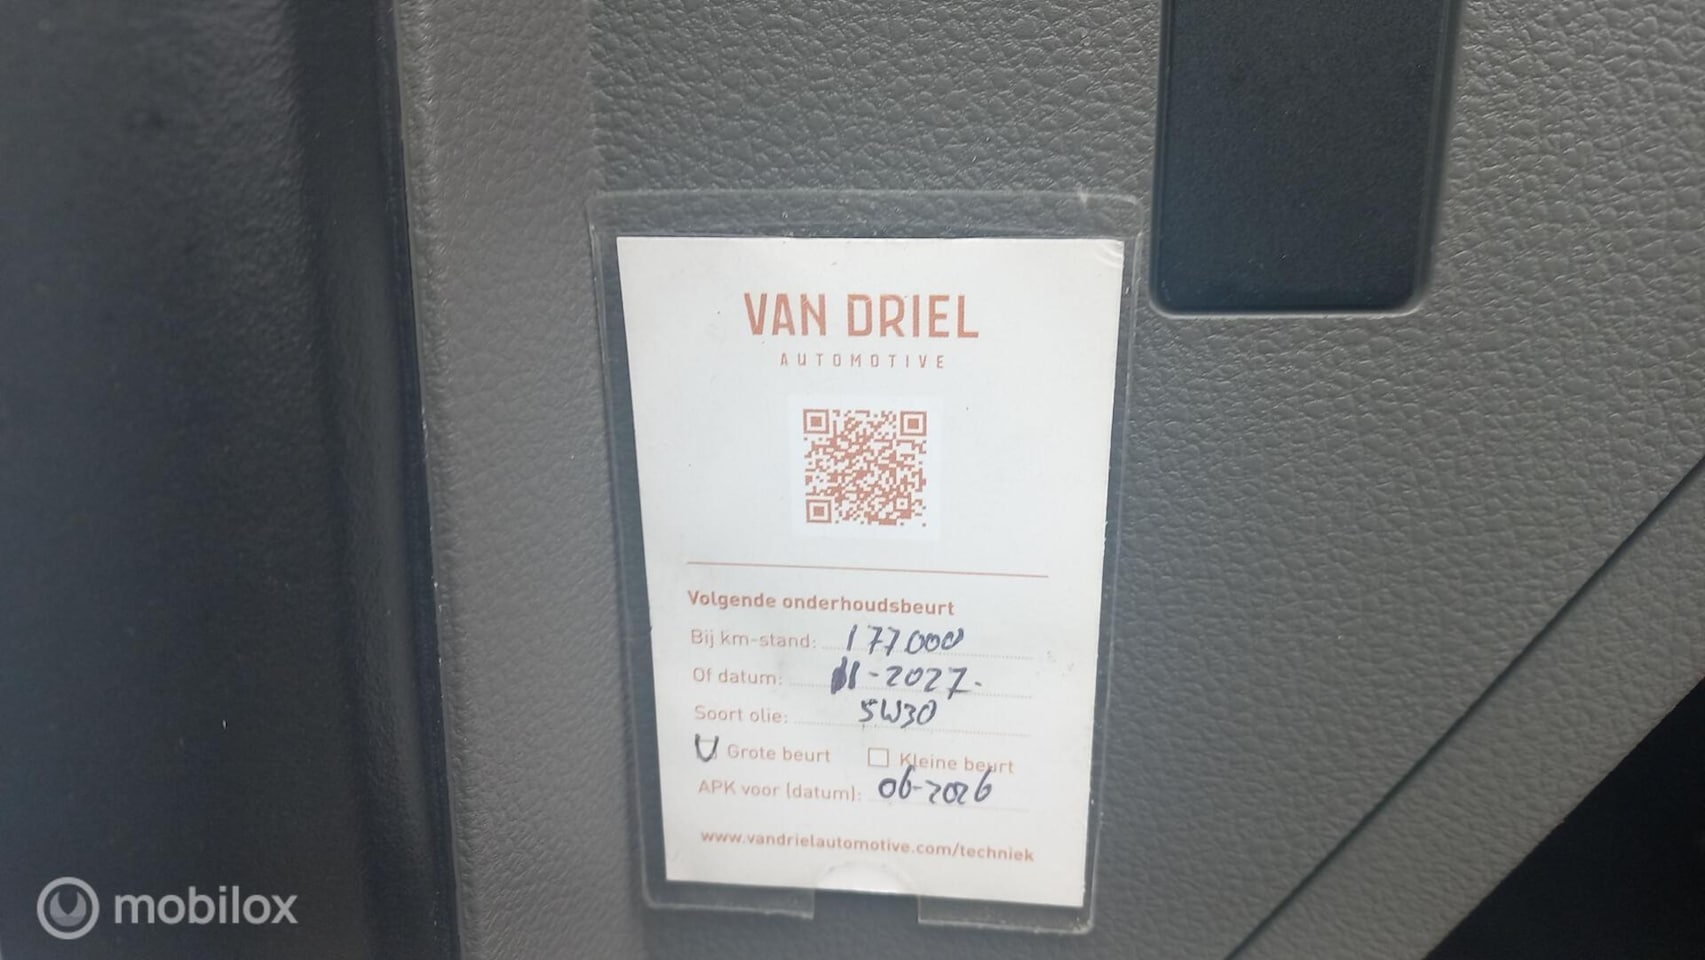 VAN DRIEL
AUTOMOTIVE
Volgende onderhoudsbeurt
Bij km-stand: 177000
Of datum: 11-2027.
Soort olie: 5W30
Grote beurt Kleine beurt
APK voor (datum): 06-2026
www.vandrielautomotive.com/techniek
mobilox